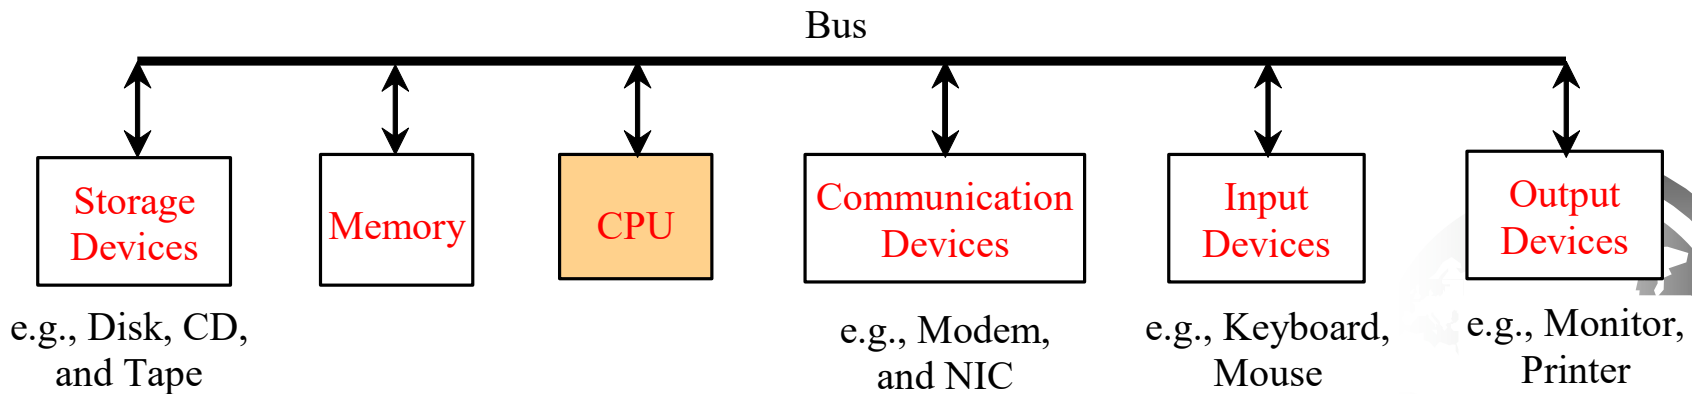 Bus
Storage
Devices
Memory
CPU
Communication
Devices
Input
Devices
Output
Devices
e.g., Disk, CD,
and Tape
e.g., Modem,
and NIC
e.g., Keyboard,
Mouse
e.g., Monitor,
Printer